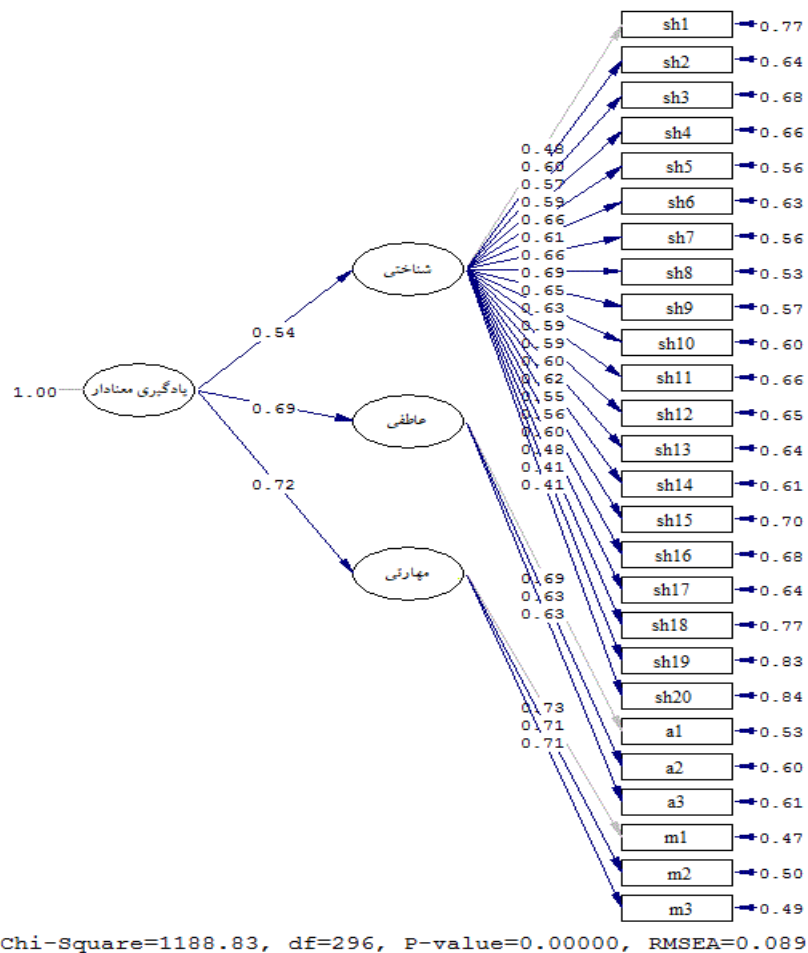 sh1
0.77
sh2
0.64
sh3
0.68
sh4
0.66
sh5
0.56
sh6
0.63
sh7
0.56
sh8
0.53
sh9
0.57
sh10
0.60
sh11
0.66
sh12
0.65
sh13
0.64
sh14
0.61
sh15
0.70
sh16
0.68
sh17
0.64
sh18
0.77
sh19
0.83
sh20
0.84
a1
0.53
a2
0.60
a3
0.61
m1
0.47
m2
0.50
m3
0.49
0.48
0.60
0.57
0.59
0.66
0.61
0.66
0.69
0.65
0.63
0.59
0.59
0.60
0.62
0.55
0.56
0.60
0.48
0.41
0.41
0.69
0.63
0.63
0.73
0.71
0.71
شناختی
عاطفی
مهارتی
0.54
0.69
0.72
یادگیری معنادار
1.00
Chi-Square=1188.83, df=296, P-value=0.00000, RMSEA=0.089